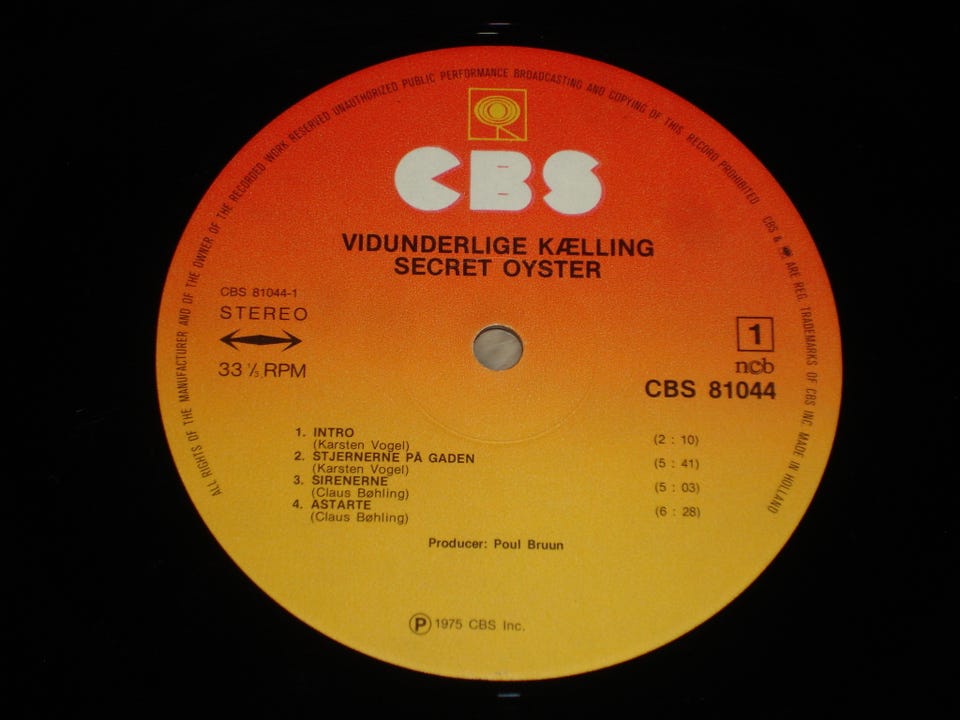 ALL RIGHTS OF THE MANUFACTURER AND OF THE OWNER OF THE RECORDED WORK RESERVED UNAUTHORIZED PUBLIC PERFORMANCE BROADCASTING AND COPYING OF THIS RECORD PROHIBITED
CBS & ARE REG. TRADEMARKS OF CBS INC. MADE IN HOLLAND
CBS
VIDUNDERLIGE KÆLLING
SECRET OYSTER
CBS 81044-1
STEREO
33 ⅓ RPM
1
ncb
CBS 81044
1. INTRO (2 : 10)
(Karsten Vogel)
2. STJERNERNE PÅ GADEN (5 : 41)
(Karsten Vogel)
3. SIRENERNE (5 : 03)
(Claus Bøhling)
4. ASTARTE (6 : 28)
(Claus Bøhling)
Producer: Poul Bruun
Ⓟ 1975 CBS Inc.